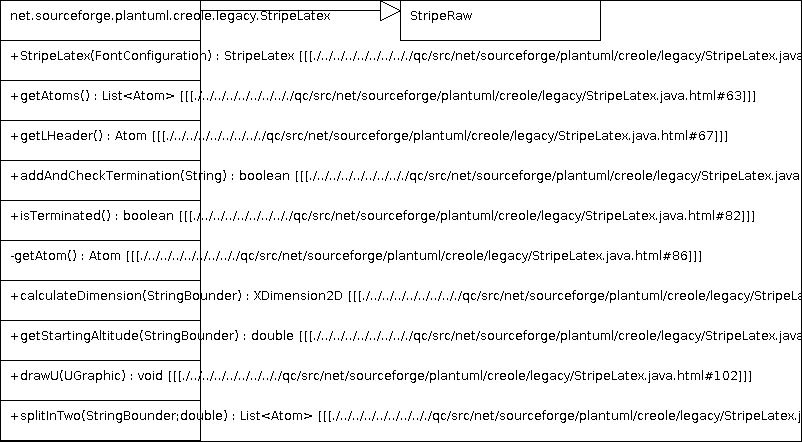 net.sourceforge.plantuml.creole.legacy.StripeLatex
StripeRaw
+StripeLatex(FontConfiguration) : StripeLatex [[[./../../../../../../../../qc/src/net/sourceforge/plantuml/creole/legacy/StripeLatex.java
+getAtoms() : List<Atom> [[[./../../../../../../../../qc/src/net/sourceforge/plantuml/creole/legacy/StripeLatex.java.html#63]]]
+getLHeader() : Atom [[[./../../../../../../../../qc/src/net/sourceforge/plantuml/creole/legacy/StripeLatex.java.html#67]]]
+addAndCheckTermination(String) : boolean [[[./../../../../../../../../qc/src/net/sourceforge/plantuml/creole/legacy/StripeLatex.java
+isTerminated() : boolean [[[./../../../../../../../../qc/src/net/sourceforge/plantuml/creole/legacy/StripeLatex.java.html#82]]]
-getAtom() : Atom [[[./../../../../../../../../qc/src/net/sourceforge/plantuml/creole/legacy/StripeLatex.java.html#86]]]
+calculateDimension(StringBounder) : XDimension2D [[[./../../../../../../../../qc/src/net/sourceforge/plantuml/creole/legacy/StripeLa
+getStartingAltitude(StringBounder) : double [[[./../../../../../../../../qc/src/net/sourceforge/plantuml/creole/legacy/StripeLatex.java
+drawU(UGraphic) : void [[[./../../../../../../../../qc/src/net/sourceforge/plantuml/creole/legacy/StripeLatex.java.html#102]]]
+splitInTwo(StringBounder;double) : List<Atom> [[[./../../../../../../../../qc/src/net/sourceforge/plantuml/creole/legacy/StripeLatex.j